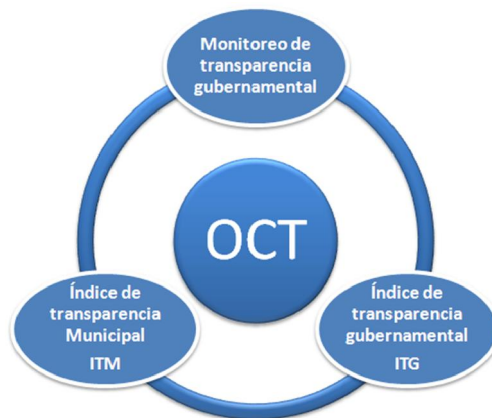 Monitoreo de
transparencia
gubernamental
OCT
Índice de
transparencia
Municipal
ITM
Índice de
transparencia
gubernamental
ITG